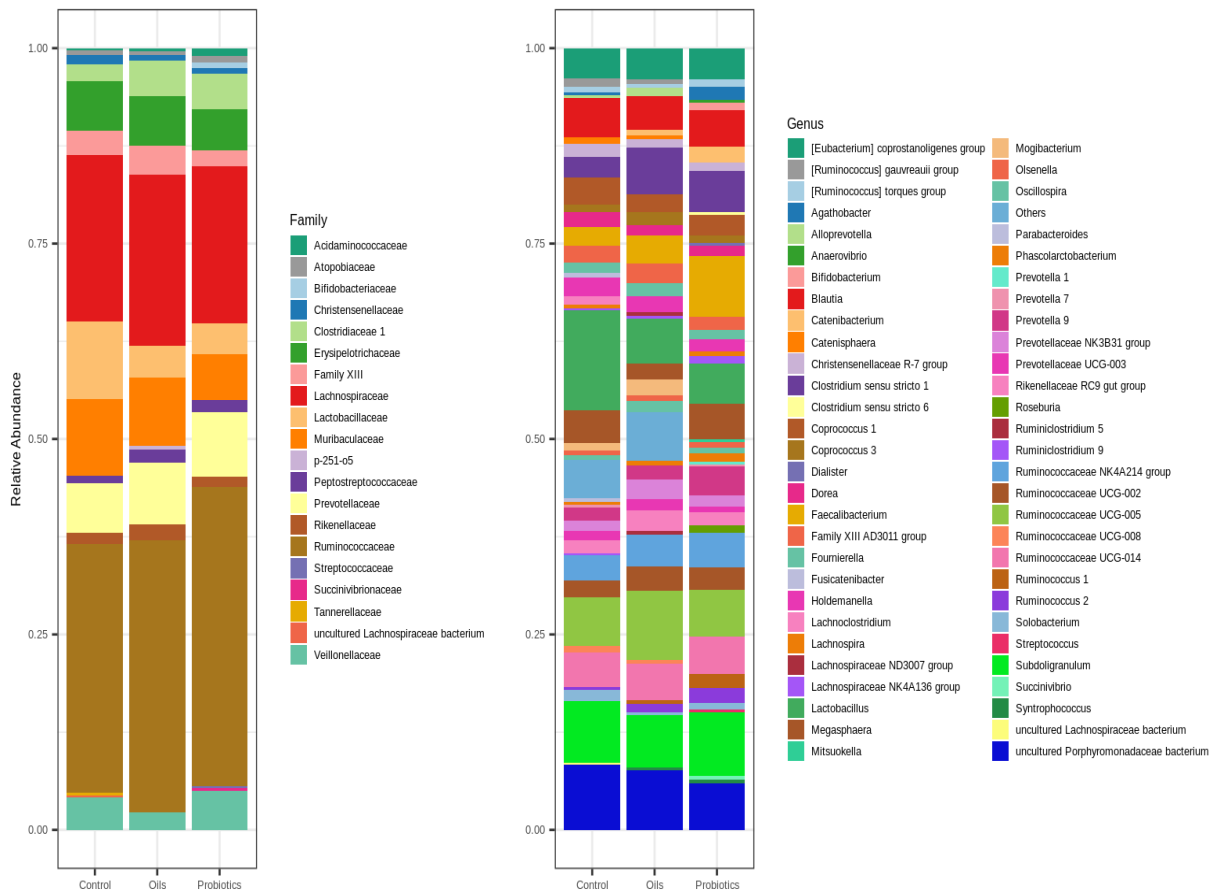 Relative Abundance
1.00
0.75
0.50
0.25
0.00
Control
Oils
Probiotics
Family
Acidaminococcaceae
Atopobiaceae
Bifidobacteriaceae
Christensenellaceae
Clostridiaceae 1
Erysipelotrichaceae
Family XIII
Lachnospiraceae
Lactobacillaceae
Muribaculaceae
p-251-o5
Peptostreptococcaceae
Prevotellaceae
Rikenellaceae
Ruminococcaceae
Streptococcaceae
Succinivibrionaceae
Tannerellaceae
uncultured Lachnospiraceae bacterium
Veillonellaceae
1.00
0.75
0.50
0.25
0.00
Control
Oils
Probiotics
Genus
[Eubacterium] coprostanoligenes group
[Ruminococcus] gauvreauii group
[Ruminococcus] torques group
Agathobacter
Alloprevotella
Anaerovibrio
Bifidobacterium
Blautia
Catenibacterium
Catenisphaera
Christensenellaceae R-7 group
Clostridium sensu stricto 1
Clostridium sensu stricto 6
Coprococcus 1
Coprococcus 3
Dialister
Dorea
Faecalibacterium
Family XIII AD3011 group
Fournierella
Fusicatenibacter
Holdemanella
Lachnoclostridium
Lachnospira
Lachnospiraceae ND3007 group
Lachnospiraceae NK4A136 group
Lactobacillus
Megasphaera
Mitsuokella
Mogibacterium
Olsenella
Oscillospira
Others
Parabacteroides
Phascolarctobacterium
Prevotella 1
Prevotella 7
Prevotella 9
Prevotellaceae NK3B31 group
Prevotellaceae UCG-003
Rikenellaceae RC9 gut group
Roseburia
Ruminiclostridium 5
Ruminiclostridium 9
Ruminococcaceae NK4A214 group
Ruminococcaceae UCG-002
Ruminococcaceae UCG-005
Ruminococcaceae UCG-008
Ruminococcaceae UCG-014
Ruminococcus 1
Ruminococcus 2
Solobacterium
Streptococcus
Subdoligranulum
Succinivibrio
Syntrophococcus
uncultured Lachnospiraceae bacterium
uncultured Porphyromonadaceae bacterium